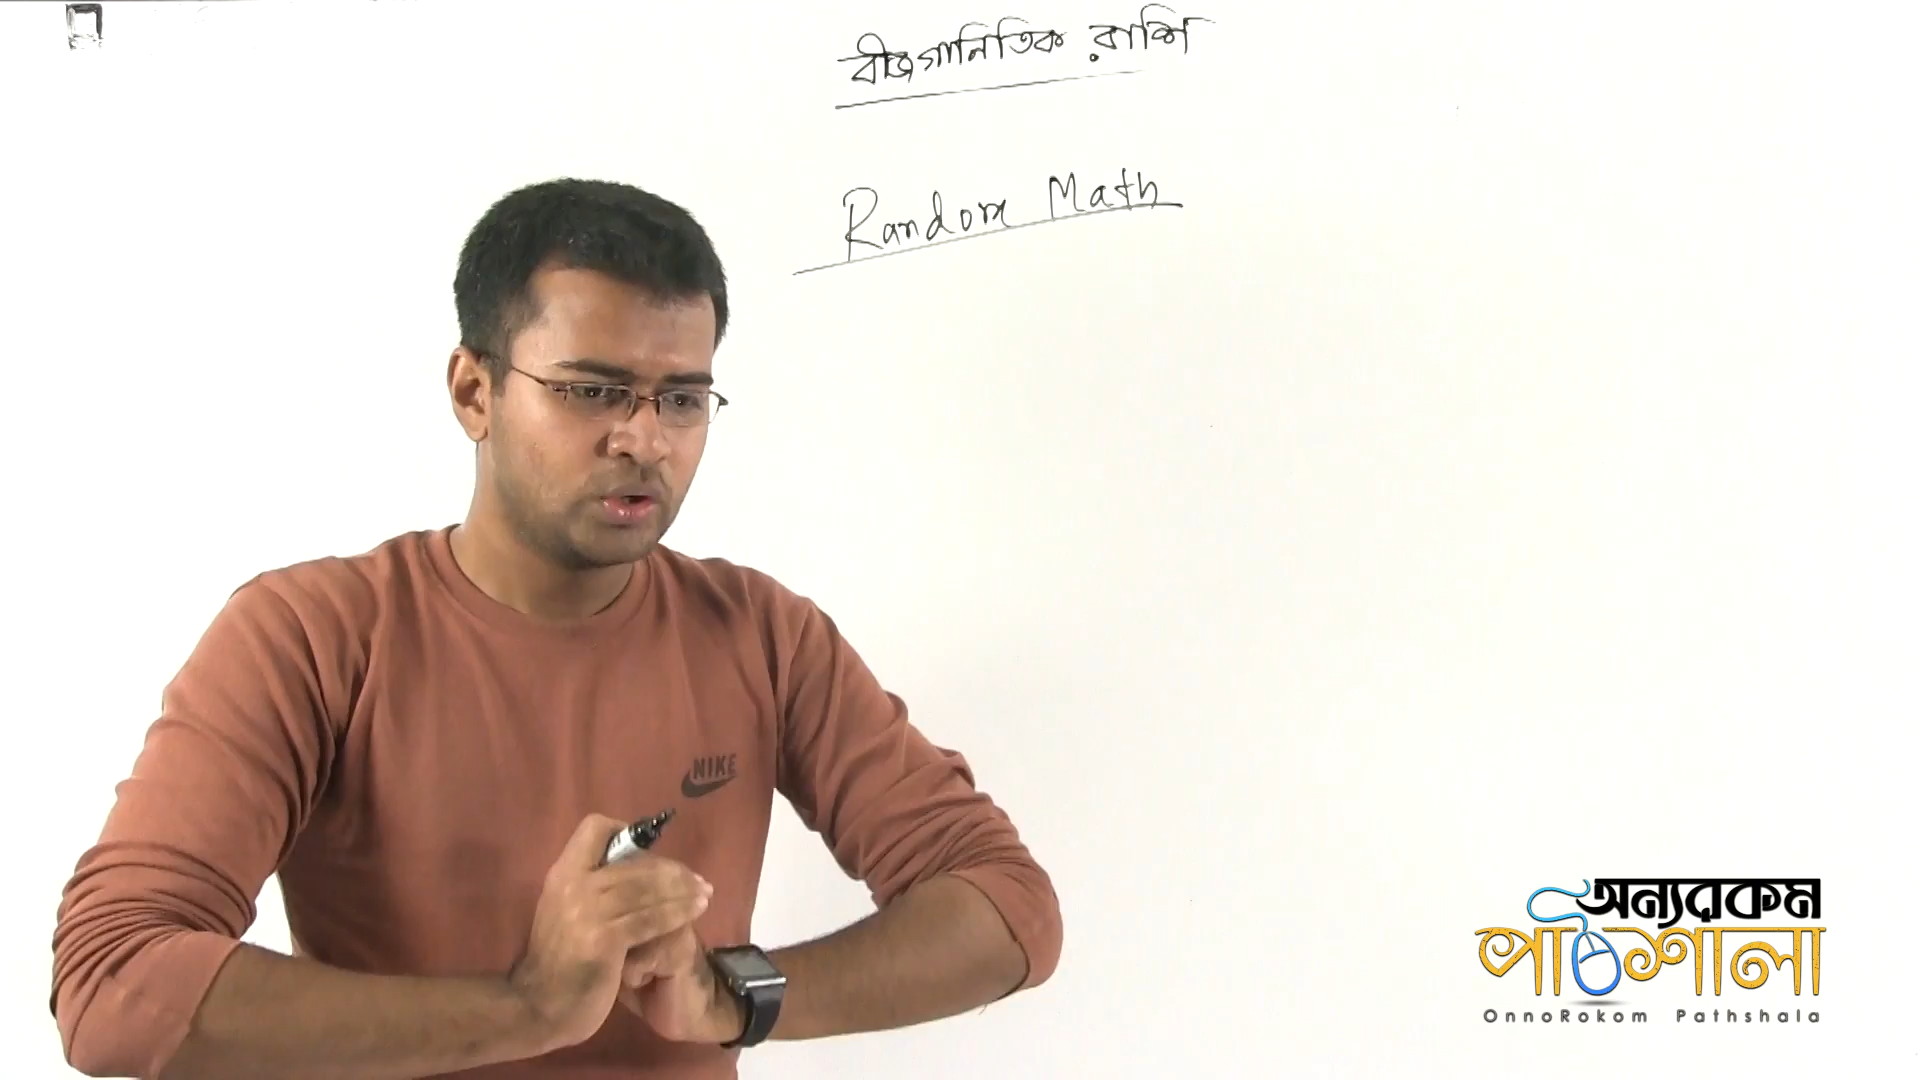 বীজগানিতিক রাশি
Random Math
NIKE
অন্যরকম
পাঠশালা
OnnoRokom Pathshala